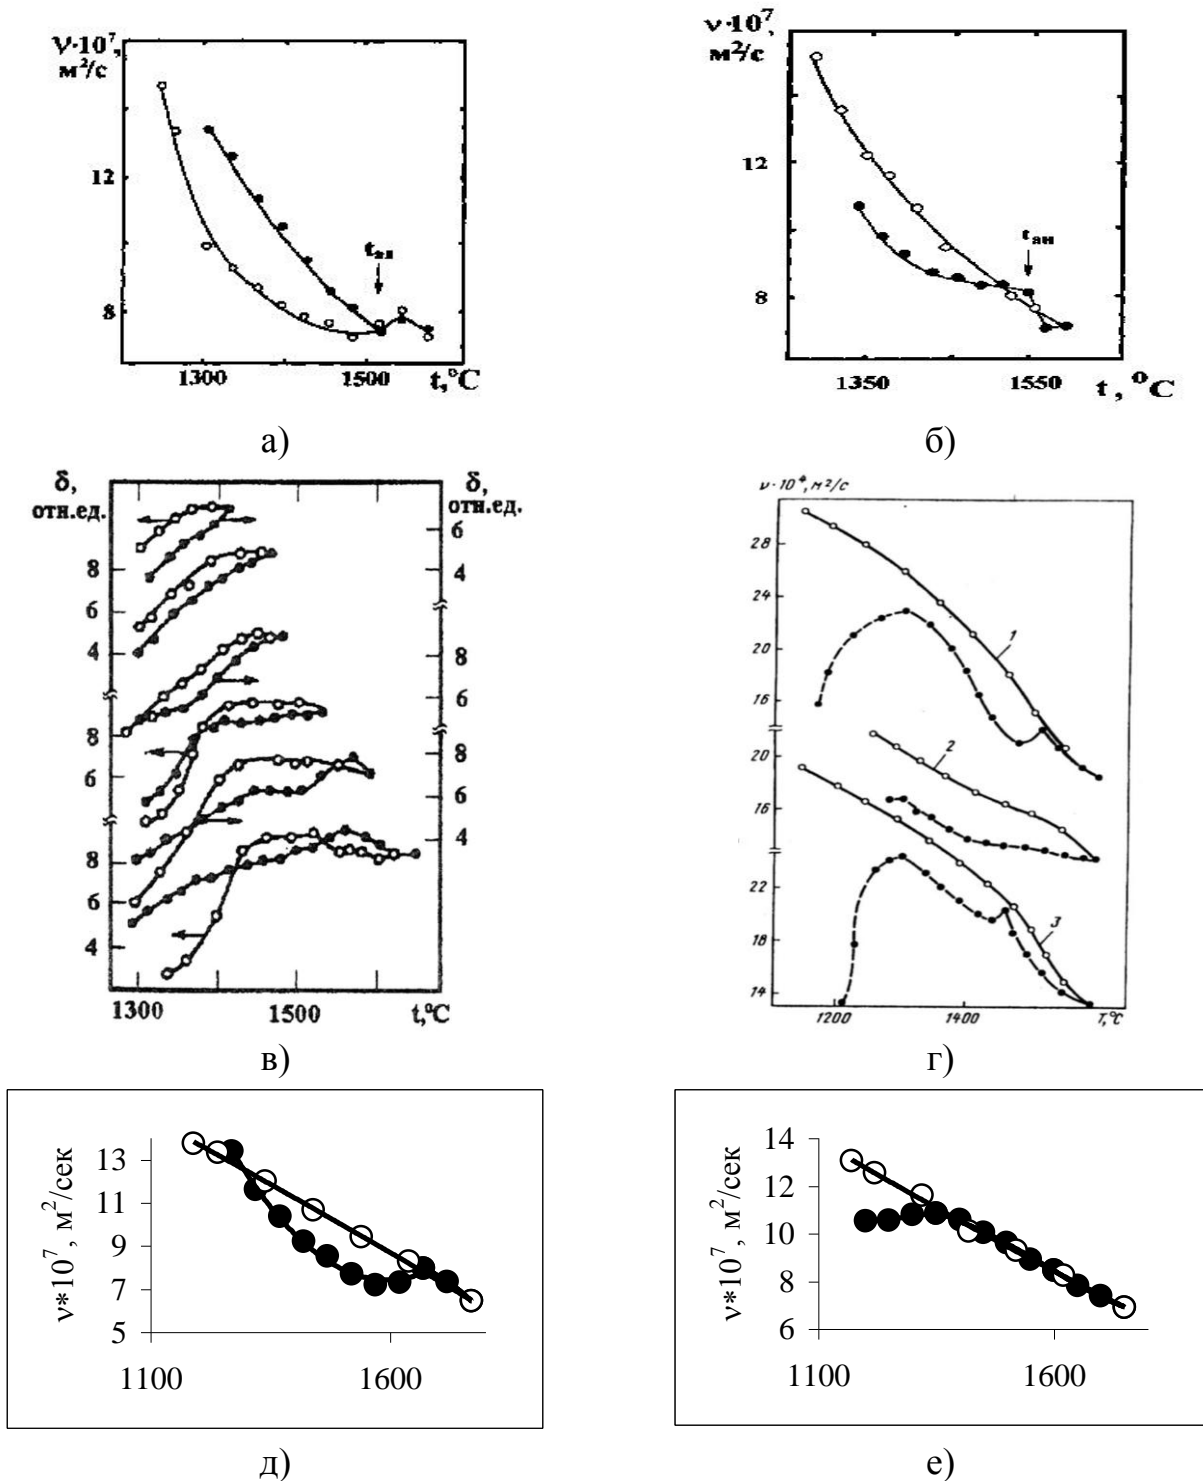 ν·10⁷, м²/с
12
8
1300
1500
t,°C
tан
а)
ν·10⁷, м²/с
12
8
1350
1550
t, °C
tан
б)
δ, отн.ед.
δ, отн.ед.
8
6
4
8
6
8
6
4
6
4
8
6
8
6
4
1300
1500
t,°C
в)
ν·10⁴, м²/с
28
24
20
16
20
16
22
18
14
1
2
3
1200
1400
T,°C
г)
ν*10⁷, м²/сек
13
11
9
7
5
1100
1600
д)
ν*10⁷, м²/сек
14
12
10
8
6
1100
1600
е)